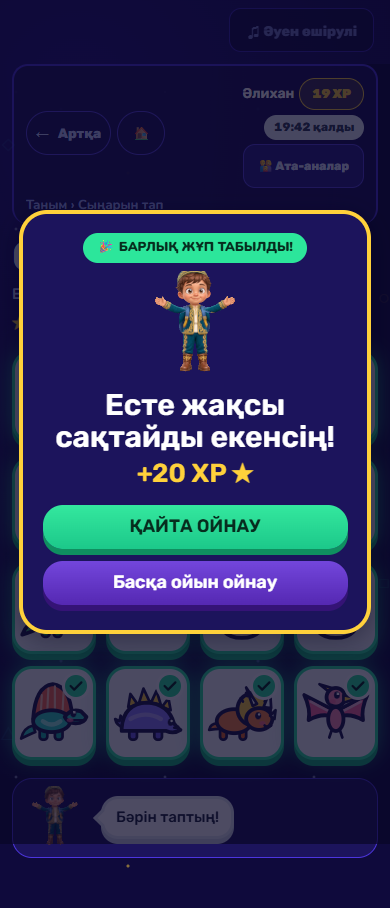 Әуен өшірулі
Әлихан 19 XP
← Артқа
19:42 қалды
Ата-аналар
Таным › Сыңарын тап
БАРЛЫҚ ЖҰП ТАБЫЛДЫ!
Есте жақсы
сақтайды екенсің!
+20 XP ★
ҚАЙТА ОЙНАУ
Басқа ойын ойнау
Бәрін таптың!